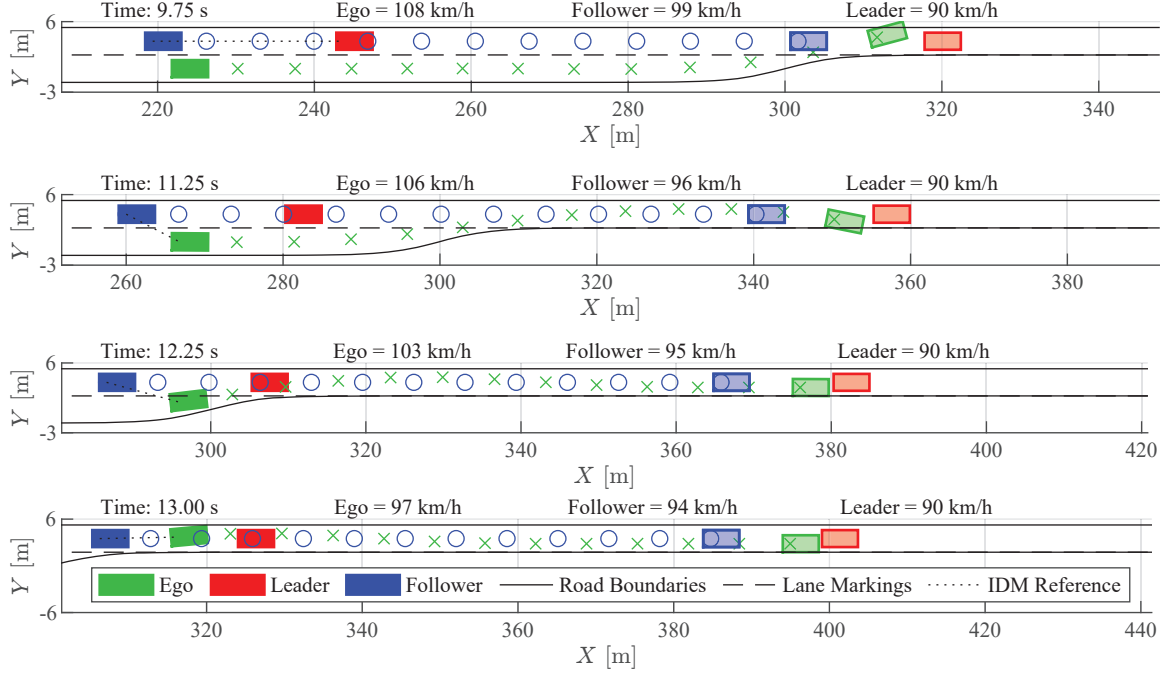 Time: 9.75 s Ego = 108 km/h Follower = 99 km/h Leader = 90 km/h
6
Y [m]
-3
220 240 260 280 300 320 340
X [m]
Time: 11.25 s Ego = 106 km/h Follower = 96 km/h Leader = 90 km/h
6
Y [m]
-3
260 280 300 320 340 360 380
X [m]
Time: 12.25 s Ego = 103 km/h Follower = 95 km/h Leader = 90 km/h
6
Y [m]
-3
300 320 340 360 380 400 420
X [m]
Time: 13.00 s Ego = 97 km/h Follower = 94 km/h Leader = 90 km/h
6
Y [m]
Ego Leader Follower Road Boundaries Lane Markings IDM Reference
-6
320 340 360 380 400 420 440
X [m]